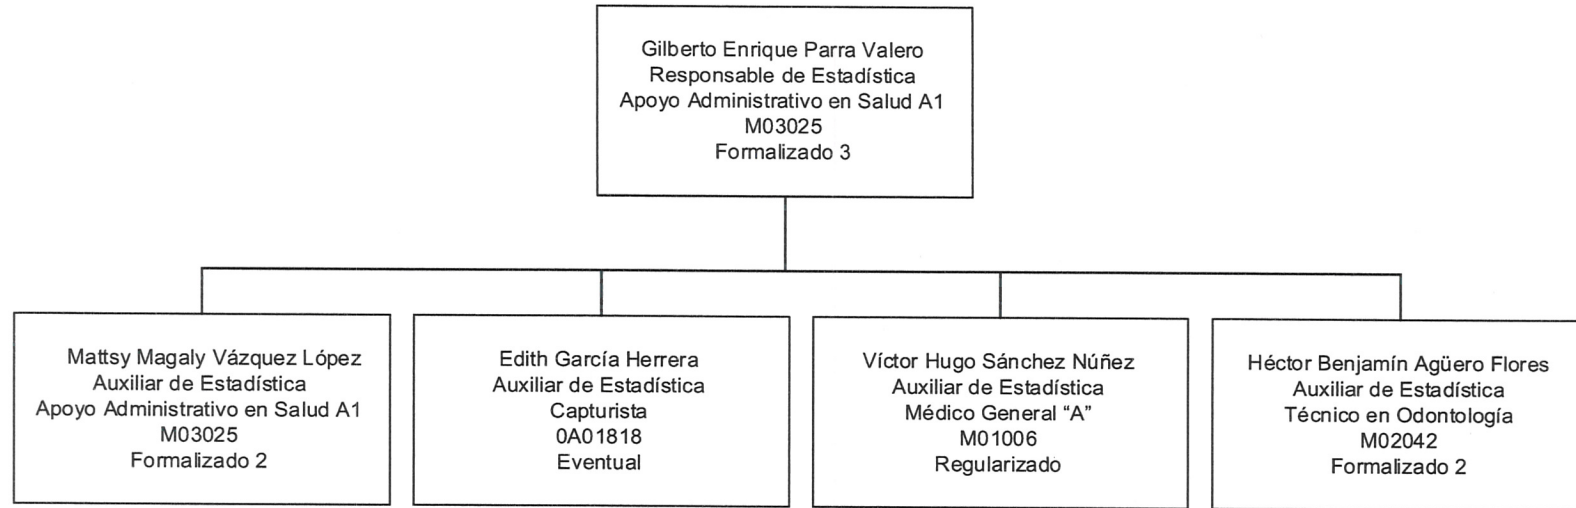 Gilberto Enrique Parra Valero
Responsable de Estadística
Apoyo Administrativo en Salud A1
M03025
Formalizado 3
Mattsy Magaly Vázquez López
Auxiliar de Estadística
Apoyo Administrativo en Salud A1
M03025
Formalizado 2
Edith García Herrera
Auxiliar de Estadística
Capturista
0A01818
Eventual
Víctor Hugo Sánchez Núñez
Auxiliar de Estadística
Médico General “A”
M01006
Regularizado
Héctor Benjamín Agüero Flores
Auxiliar de Estadística
Técnico en Odontología
M02042
Formalizado 2